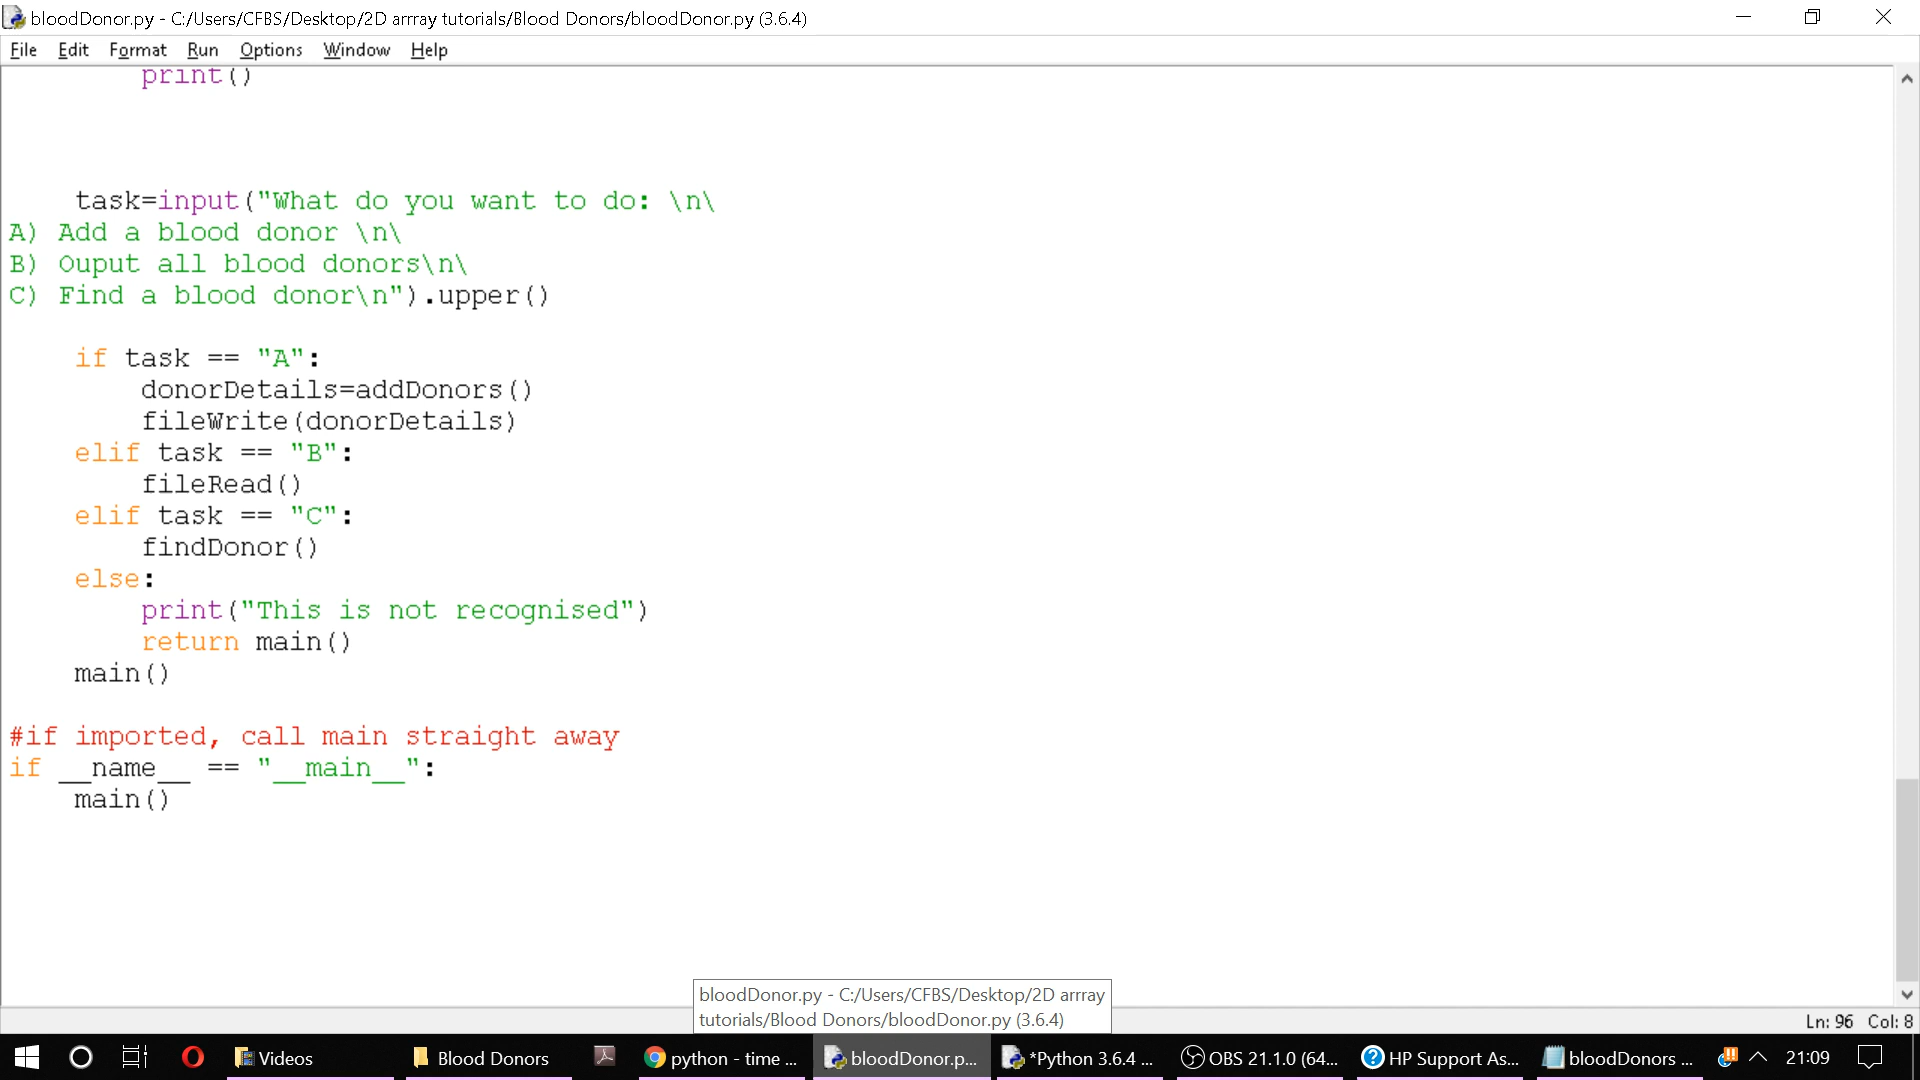 bloodDonor.py - C:/Users/CFBS/Desktop/2D arrray tutorials/Blood Donors/bloodDonor.py (3.6.4)
File Edit Format Run Options Window Help
print()
task=input("What do you want to do: \n\
A) Add a blood donor \n\
B) Ouput all blood donors\n\
C) Find a blood donor\n").upper()
if task == "A":
donorDetails=addDonors()
fileWrite(donorDetails)
elif task == "B":
fileRead()
elif task == "C":
findDonor()
else:
print("This is not recognised")
return main()
main()
#if imported, call main straight away
if __name__ == "__main__":
main()
bloodDonor.py - C:/Users/CFBS/Desktop/2D arrray
tutorials/Blood Donors/bloodDonor.py (3.6.4)
Ln: 96 Col: 8
Videos Blood Donors python - time ... bloodDonor.p... *Python 3.6.4 ... OBS 21.1.0 (64... HP Support As... bloodDonors ... 21:09